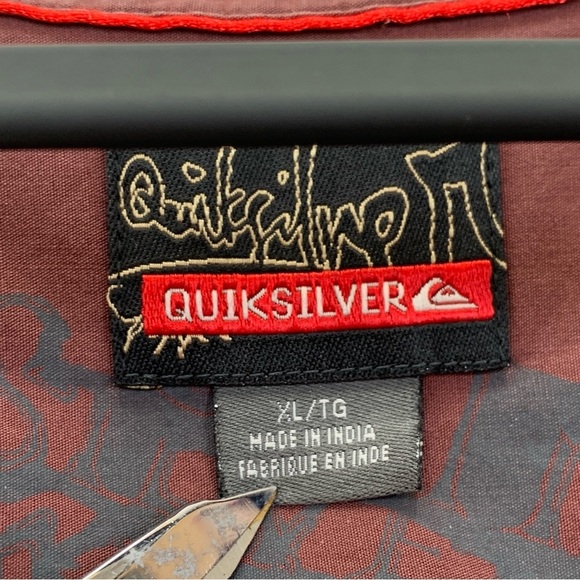 Quiksilver
QUIKSILVER
XL/TG
MADE IN INDIA
FABRIQUE EN INDE